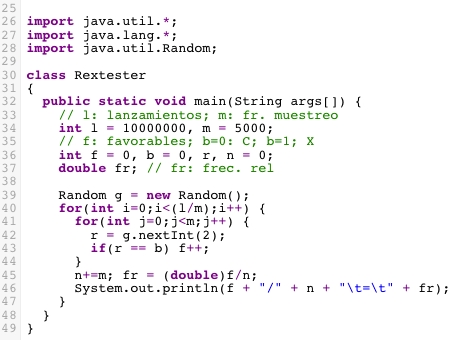 25
26 import java.util.*;
27 import java.lang.*;
28 import java.util.Random;
29
30 class Rextester
31 {
32   public static void main(String args[]) {
33     // l: lanzamientos; m: fr. muestreo
34     int l = 10000000, m = 5000;
35     // f: favorables; b=0: C; b=1; X
36     int f = 0, b = 0, r, n = 0;
37     double fr; // fr: frec. rel
38
39     Random g = new Random();
40     for(int i=0;i<(l/m);i++) {
41       for(int j=0;j<m;j++) {
42         r = g.nextInt(2);
43         if(r == b) f++;
44       }
45       n+=m; fr = (double)f/n;
46       System.out.println(f + "/" + n + "\t=\t" + fr);
47     }
48   }
49 }